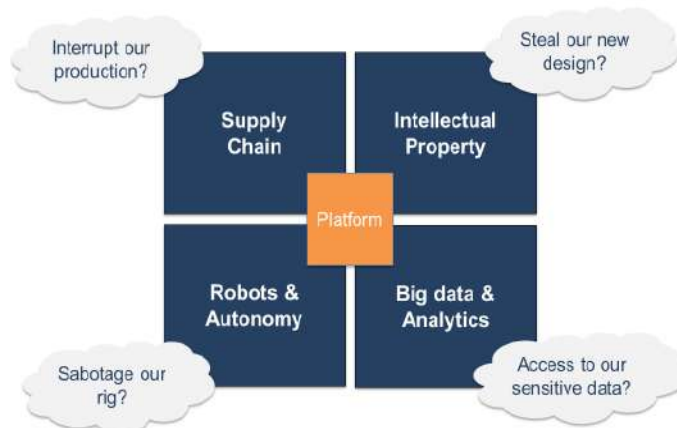 Interrupt our
production?
Steal our new
design?
Supply
Chain
Intellectual
Property
Platform
Robots &
Autonomy
Big data &
Analytics
Sabotage our
rig?
Access to our
sensitive data?